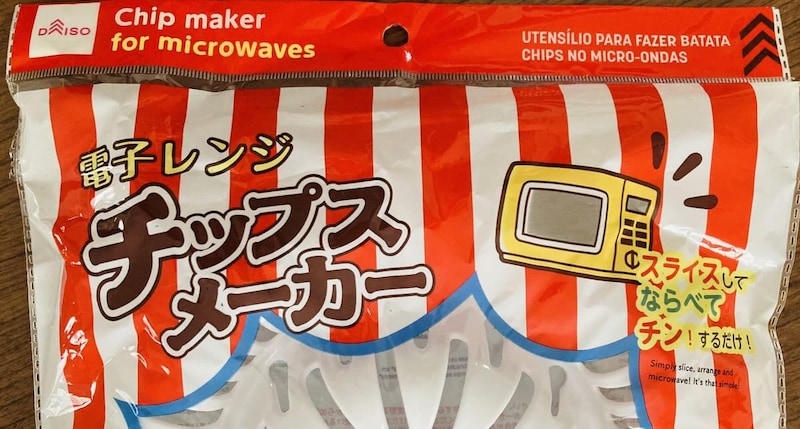 DAISO
Chip maker
for microwaves
UTENSÍLIO PARA FAZER BATATA
CHIPS NO MICRO-ONDAS
電子レンジ
チップス
メーカー
スライスして
ならべて
チン！するだけ！
Simply slice, arrange and
microwave! It's that simple!